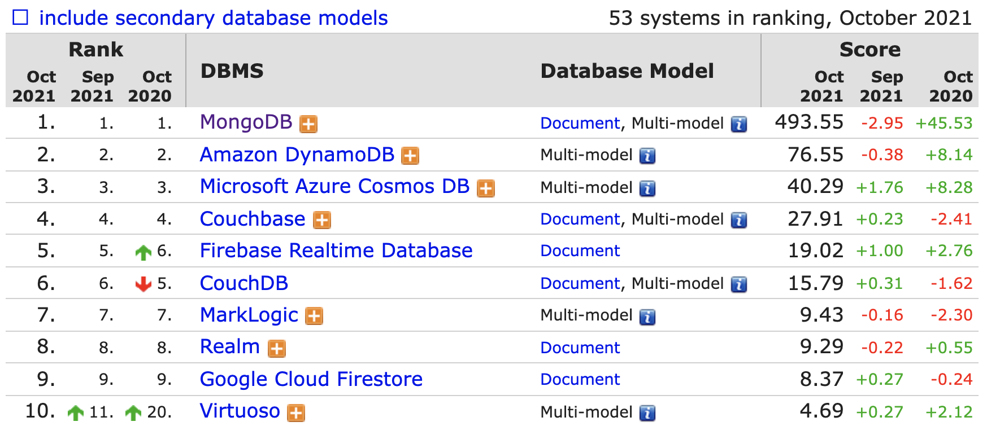 include secondary database models 53 systems in ranking, October 2021
Rank Score
DBMS Database Model
Oct Sep Oct Oct Sep Oct
2021 2021 2020 2021 2021 2020
1. 1. 1. MongoDB Document, Multi-model 493.55 -2.95 +45.53
2. 2. 2. Amazon DynamoDB Multi-model 76.55 -0.38 +8.14
3. 3. 3. Microsoft Azure Cosmos DB Multi-model 40.29 +1.76 +8.28
4. 4. 4. Couchbase Document, Multi-model 27.91 +0.23 -2.41
5. 5. 6. Firebase Realtime Database Document 19.02 +1.00 +2.76
6. 6. 5. CouchDB Document, Multi-model 15.79 +0.31 -1.62
7. 7. 7. MarkLogic Multi-model 9.43 -0.16 -2.30
8. 8. 8. Realm Document 9.29 -0.22 +0.55
9. 9. 9. Google Cloud Firestore Document 8.37 +0.27 -0.24
10. 11. 20. Virtuoso Multi-model 4.69 +0.27 +2.12